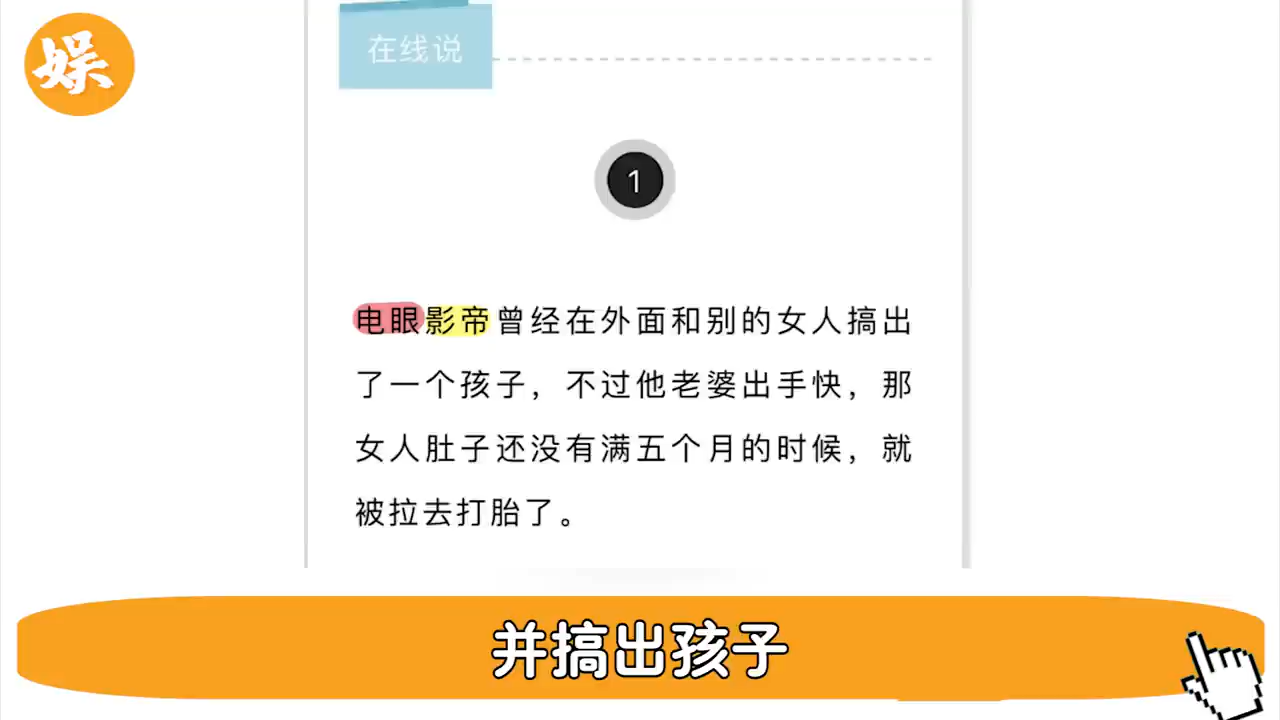 娱
在线说
1
电眼影帝曾经在外面和别的女人搞出
了一个孩子，不过他老婆出手快，那
女人肚子还没有满五个月的时候，就
被拉去打胎了。
并搞出孩子